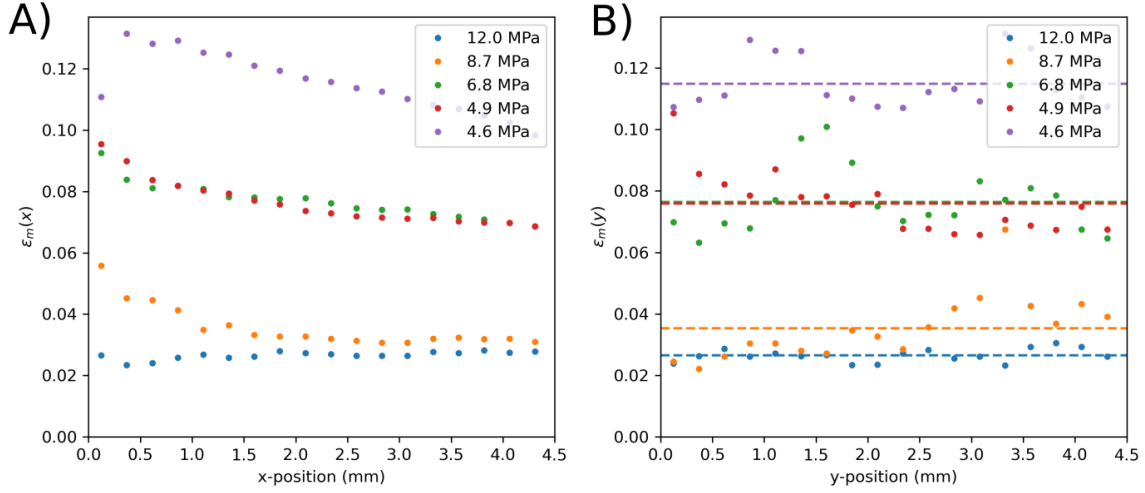 A)
12.0 MPa
8.7 MPa
6.8 MPa
4.9 MPa
4.6 MPa
0.12
0.10
0.08
0.06
0.04
0.02
0.00
εm(x)
0.0 0.5 1.0 1.5 2.0 2.5 3.0 3.5 4.0 4.5
x-position (mm)
B)
12.0 MPa
8.7 MPa
6.8 MPa
4.9 MPa
4.6 MPa
0.12
0.10
0.08
0.06
0.04
0.02
0.00
εm(y)
0.0 0.5 1.0 1.5 2.0 2.5 3.0 3.5 4.0 4.5
y-position (mm)